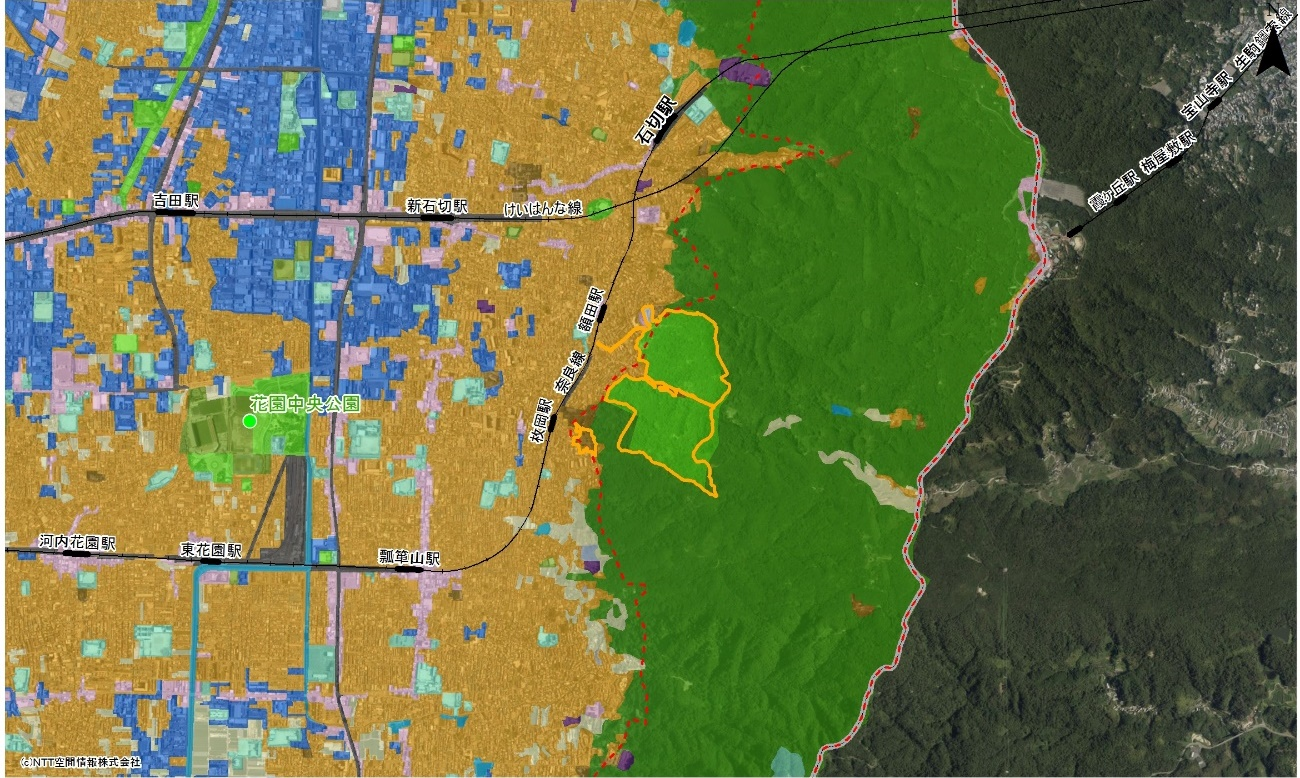 生駒鋼索線
宝山寺駅
梅屋敷駅
霞ヶ丘駅
石切駅
吉田駅
新石切駅
けいはんな線
額田駅
奈良線
枚岡駅
花園中央公園
河内花園駅
東花園駅
瓢箪山駅
(c)NTT空間情報株式会社